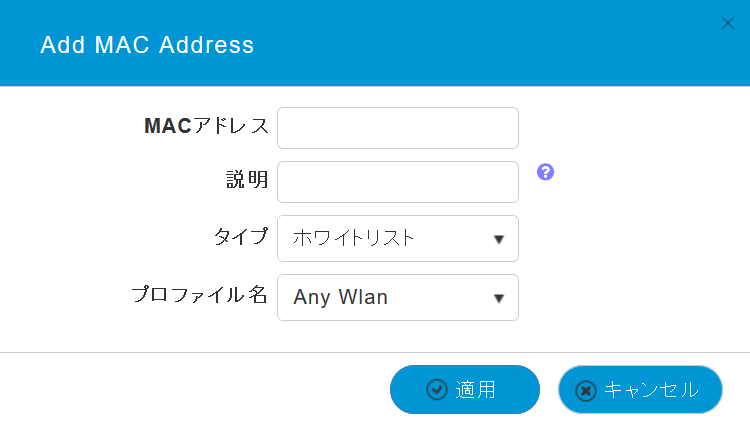 Add MAC Address
MACアドレス
説明
?
タイプ ホワイトリスト
プロファイル名 Any Wlan
適用 キャンセル